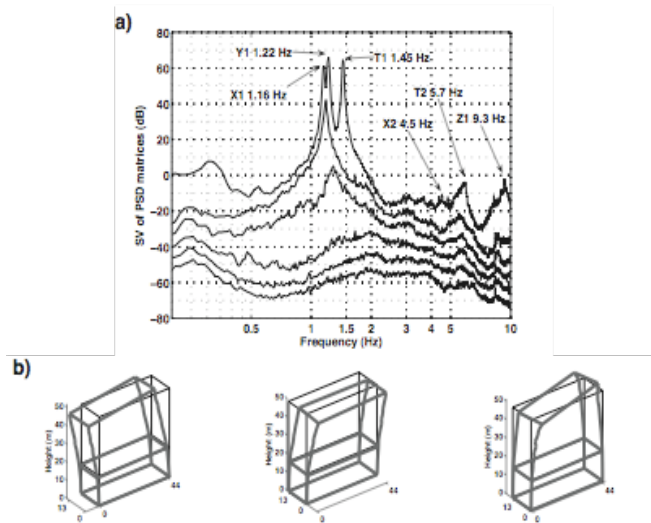 a)
80
60
40
20
0
−20
−40
−60
−80
SV of PSD matrices (dB)
Y1 1.22 Hz
T1 1.45 Hz
X1 1.16 Hz
T2 5.7 Hz
X2 4.5 Hz
Z1 9.3 Hz
0.5 1 1.5 2 3 4 5 10
Frequency (Hz)
b)
50
40
30
20
10
0
Height (m)
13
0 0
44
50
40
30
20
10
0
Height (m)
13
0 0
44
50
40
30
20
10
0
Height (m)
13
0 0
44